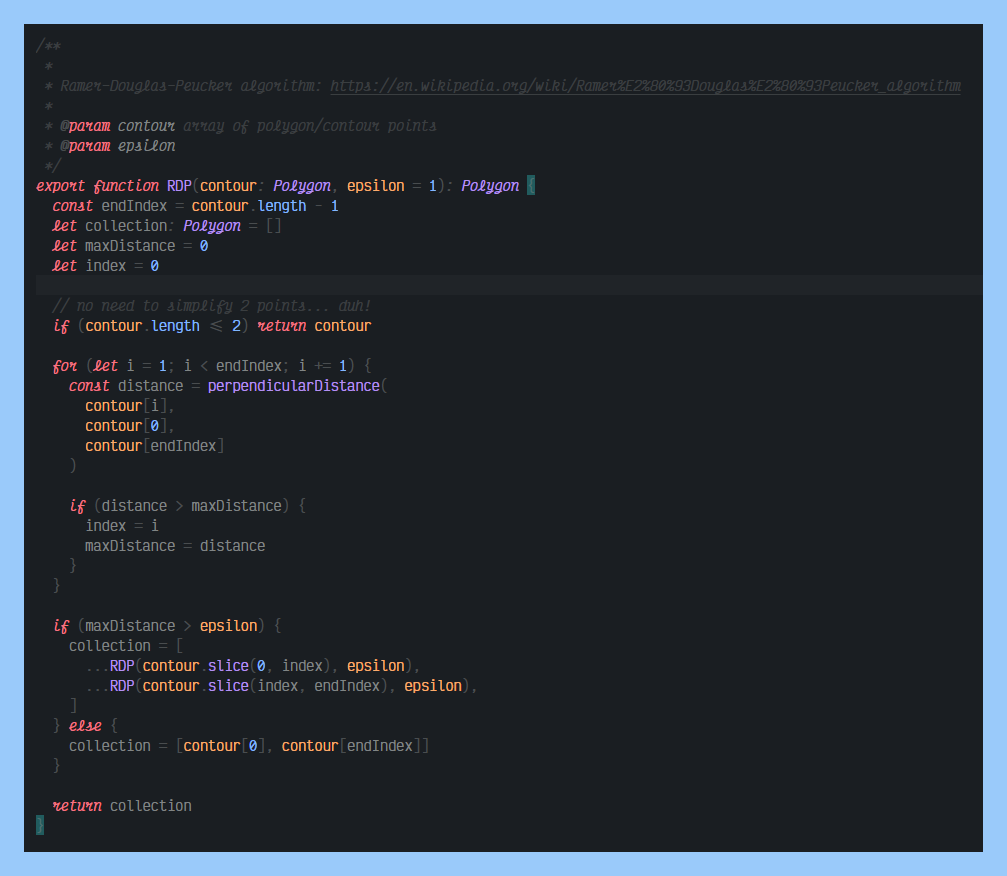 /**
 *
 * Ramer-Douglas-Peucker algorithm: https://en.wikipedia.org/wiki/Ramer%E2%80%93Douglas%E2%80%93Peucker_algorithm
 *
 * @param contour array of polygon/contour points
 * @param epsilon
 */
export function RDP(contour: Polygon, epsilon = 1): Polygon {
  const endIndex = contour.length - 1
  let collection: Polygon = []
  let maxDistance = 0
  let index = 0

  // no need to simplify 2 points... duh!
  if (contour.length ≤ 2) return contour

  for (let i = 1; i < endIndex; i += 1) {
    const distance = perpendicularDistance(
      contour[i],
      contour[0],
      contour[endIndex]
    )

    if (distance > maxDistance) {
      index = i
      maxDistance = distance
    }
  }

  if (maxDistance > epsilon) {
    collection = [
      ...RDP(contour.slice(0, index), epsilon),
      ...RDP(contour.slice(index, endIndex), epsilon),
    ]
  } else {
    collection = [contour[0], contour[endIndex]]
  }

  return collection
}